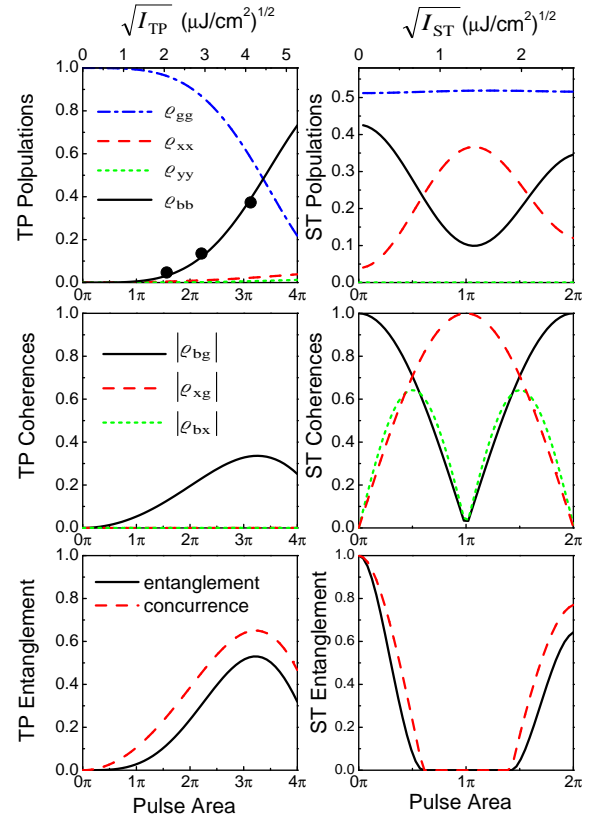 √I_TP (μJ/cm²)^1/2
√I_ST (μJ/cm²)^1/2
0 1 2 3 4 5
0 1 2
TP Polpulations
1.0
0.8
0.6
0.4
0.2
0.0
ϱgg
ϱxx
ϱyy
ϱbb
0π 1π 2π 3π 4π
ST Polpulations
0.5
0.4
0.3
0.2
0.1
0.0
0π 1π 2π
TP Coherences
1.0
0.8
0.6
0.4
0.2
0.0
|ϱbg|
|ϱxg|
|ϱbx|
0π 1π 2π 3π 4π
ST Coherences
1.0
0.8
0.6
0.4
0.2
0.0
0π 1π 2π
TP Entanglement
1.0
0.8
0.6
0.4
0.2
0.0
entanglement
concurrence
0π 1π 2π 3π 4π
Pulse Area
ST Entanglement
1.0
0.8
0.6
0.4
0.2
0.0
0π 1π 2π
Pulse Area